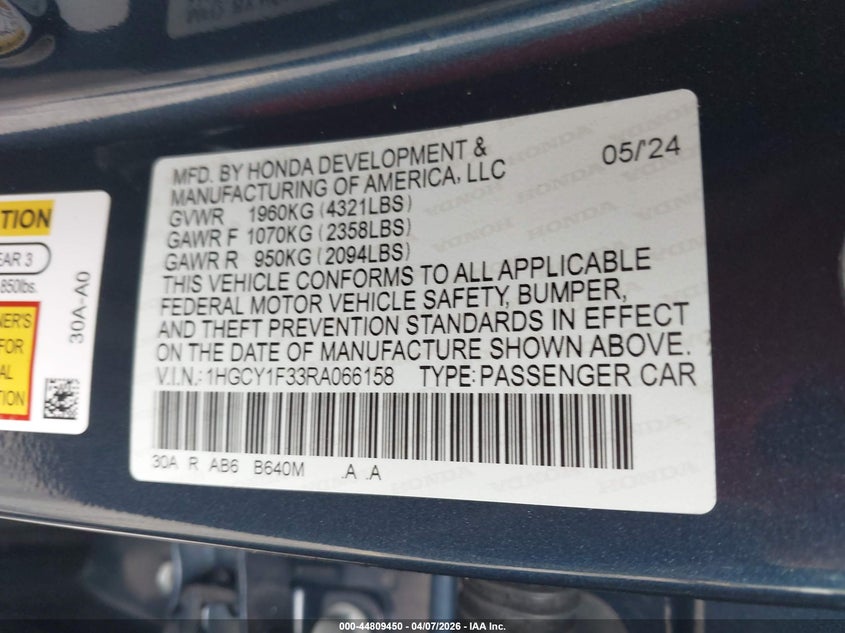 MFD. BY HONDA DEVELOPMENT &
MANUFACTURING OF AMERICA, LLC
05/'24
GVWR 1960KG (4321LBS)
GAWR F 1070KG (2358LBS)
GAWR R 950KG (2094LBS)
THIS VEHICLE CONFORMS TO ALL APPLICABLE
FEDERAL MOTOR VEHICLE SAFETY, BUMPER,
AND THEFT PREVENTION STANDARDS IN EFFECT
ON THE DATE OF MANUFACTURE SHOWN ABOVE.
V.I.N.: 1HGCY1F33RA066158 TYPE: PASSENGER CAR
30A R AB6 B640M .A .A
850lbs.
FOR
30A-A0
000-44809450 - 04/07/2026 - IAA Inc.